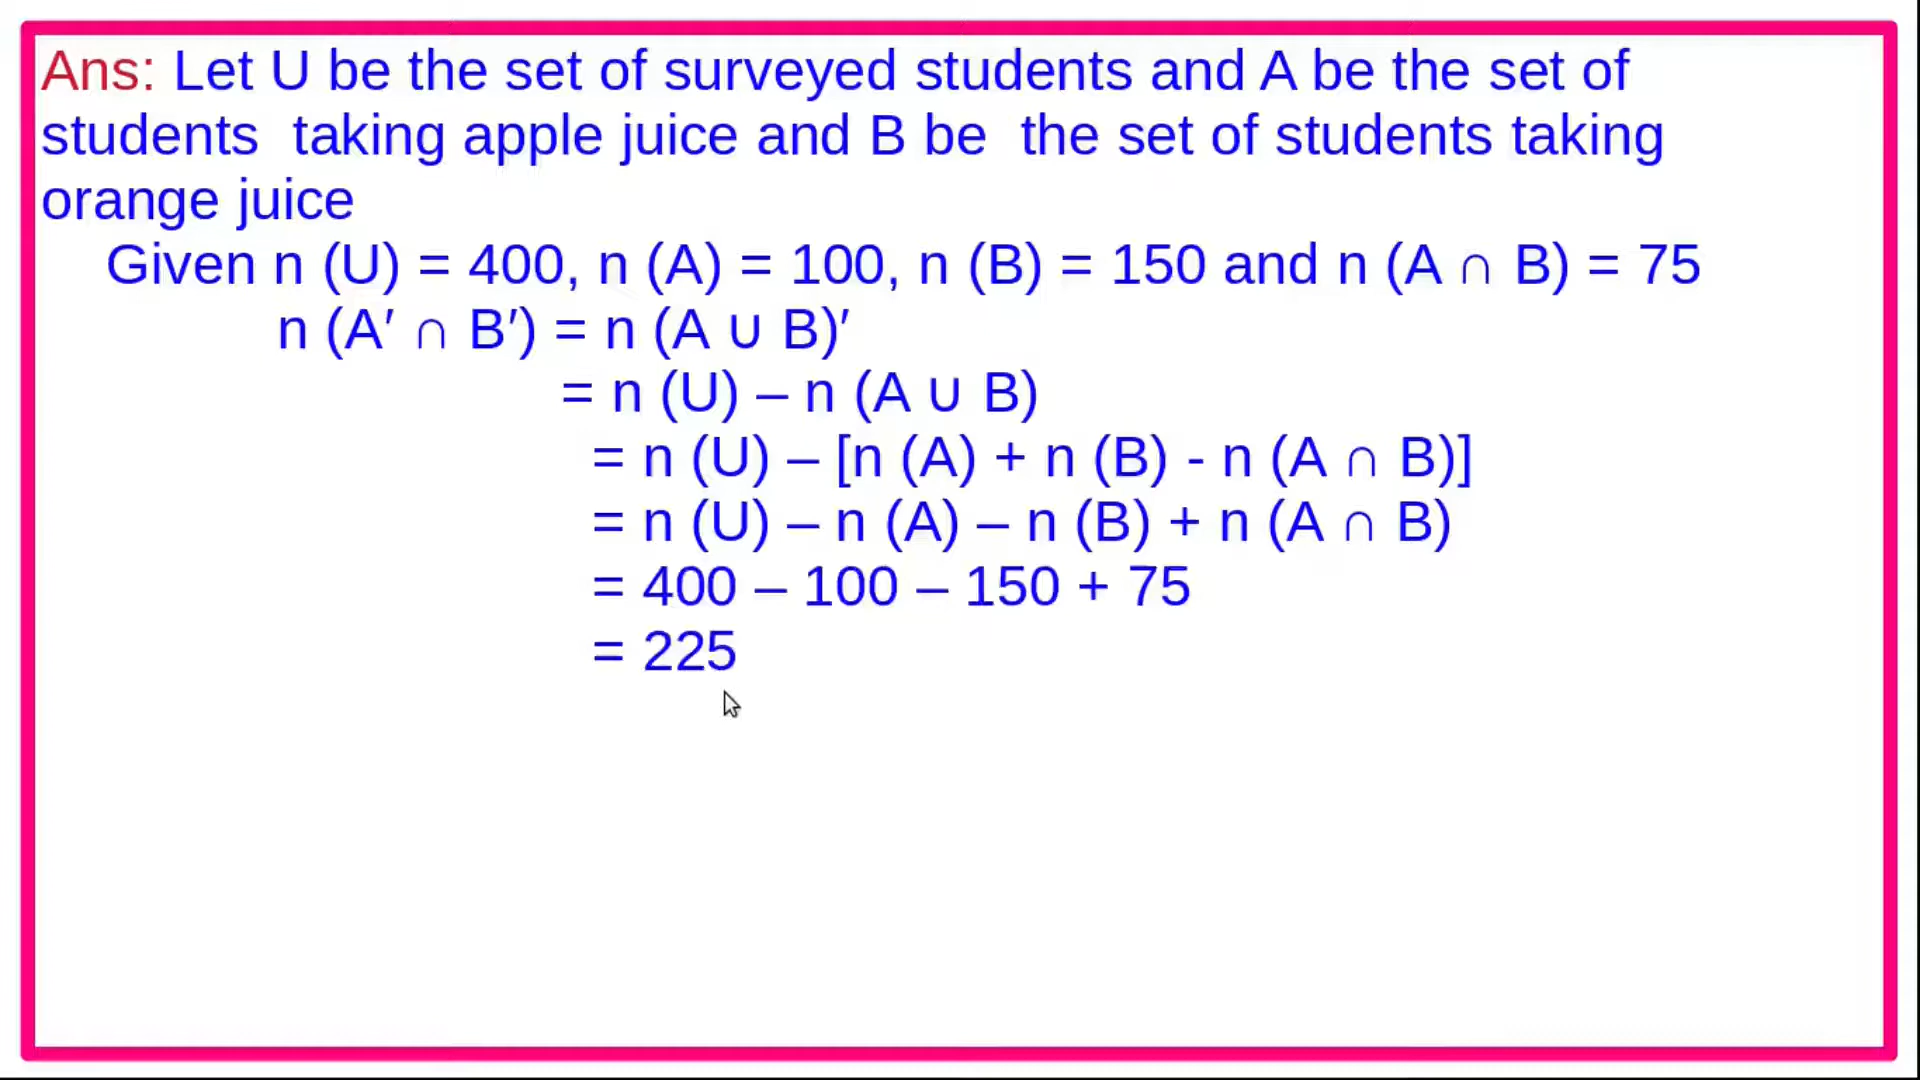 Ans: Let U be the set of surveyed students and A be the set of
students  taking apple juice and B be  the set of students taking
orange juice
Given n (U) = 400, n (A) = 100, n (B) = 150 and n (A ∩ B) = 75
n (A′ ∩ B′) = n (A ∪ B)′
= n (U) – n (A ∪ B)
= n (U) – [n (A) + n (B) - n (A ∩ B)]
= n (U) – n (A) – n (B) + n (A ∩ B)
= 400 – 100 – 150 + 75
= 225